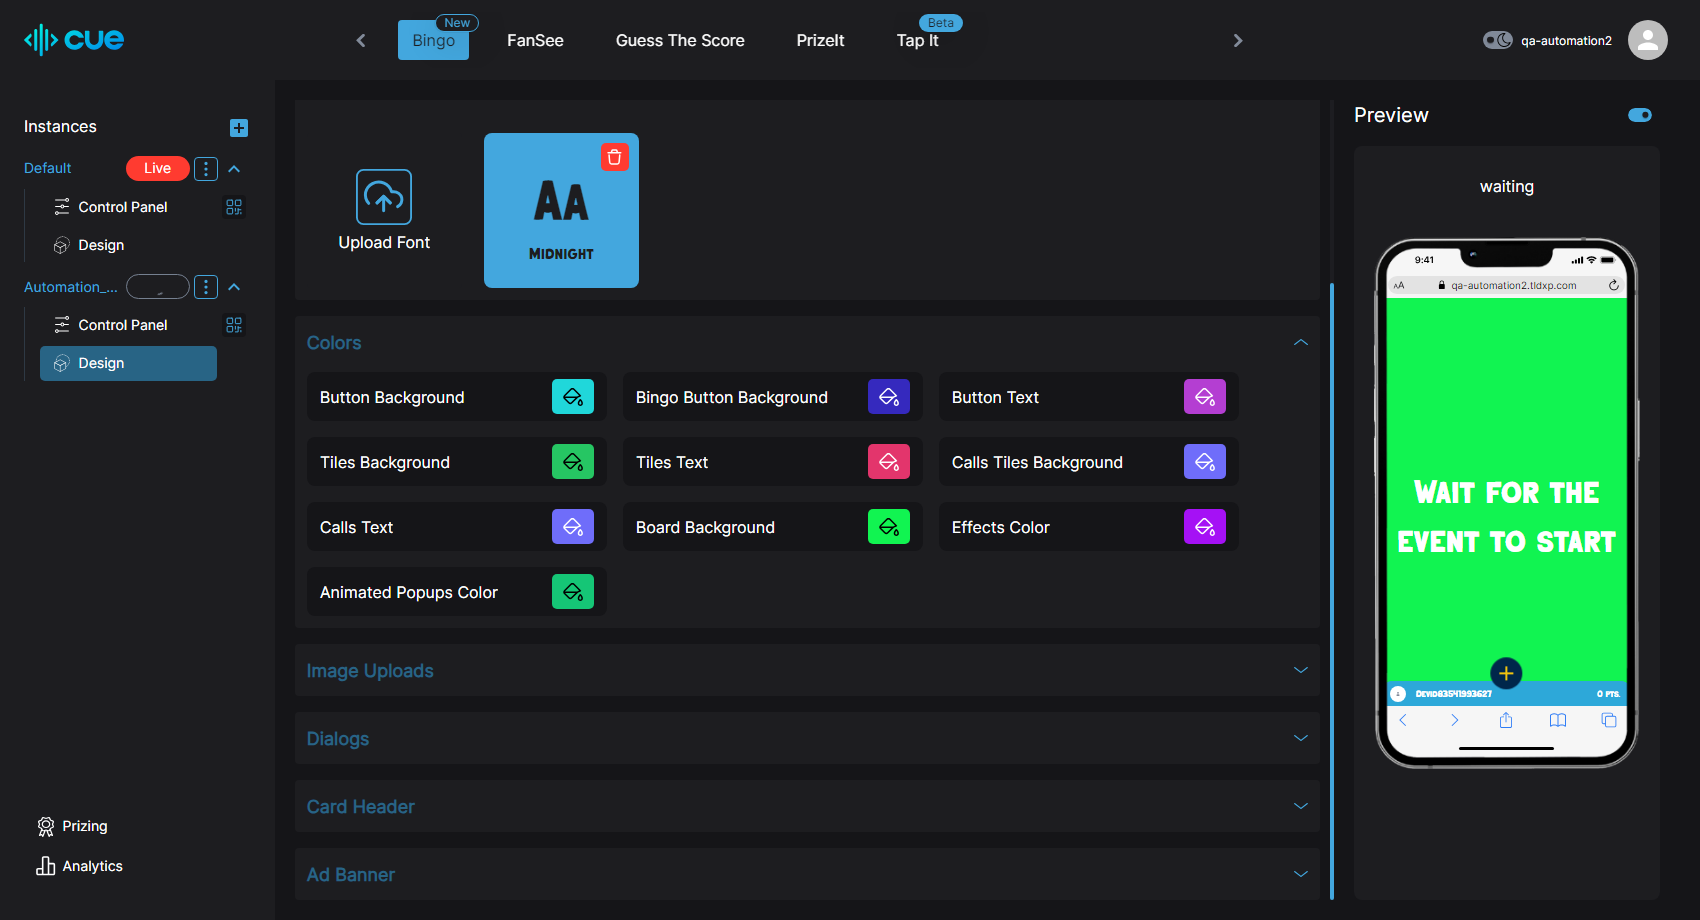 cue
Bingo
New
FanSee
Guess The Score
PrizeIt
Tap It
Beta
qa-automation2
Instances
Default
Live
Control Panel
Design
Automation_...
Control Panel
Design
Prizing
Analytics
Upload Font
AA
Midnight
Colors
Button Background
Bingo Button Background
Button Text
Tiles Background
Tiles Text
Calls Tiles Background
Calls Text
Board Background
Effects Color
Animated Popups Color
Image Uploads
Dialogs
Card Header
Ad Banner
Preview
waiting
9:41
AA
qa-automation2.tldxp.com
Wait for the
event to start
Devid63541993627
0 pts.